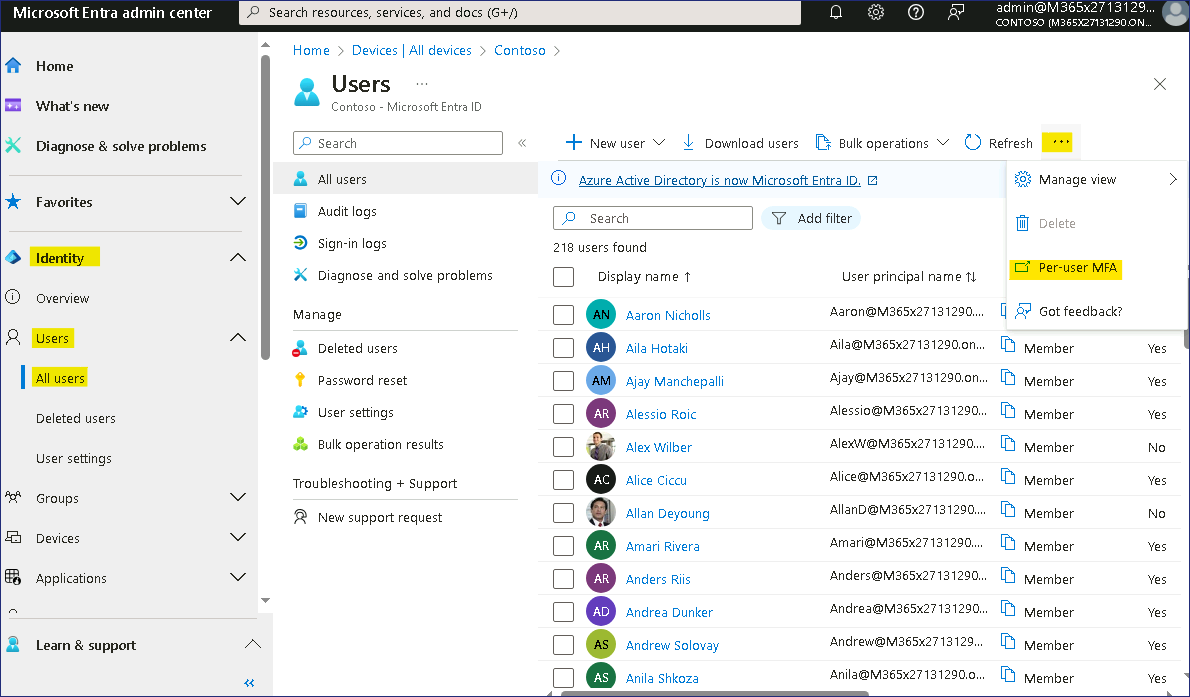 Microsoft Entra admin center
Search resources, services, and docs (G+/)
admin@M365x2713129...
CONTOSO (M365X27131290.ON...
Home
What's new
Diagnose & solve problems
Favorites
Identity
Overview
Users
All users
Deleted users
User settings
Groups
Devices
Applications
Learn & support
Home > Devices | All devices > Contoso >
Users
...
Contoso - Microsoft Entra ID
Search
All users
Audit logs
Sign-in logs
Diagnose and solve problems
Manage
Deleted users
Password reset
User settings
Bulk operation results
Troubleshooting + Support
New support request
New user
Download users
Bulk operations
Refresh
...
Manage view
Delete
Per-user MFA
Got feedback?
Azure Active Directory is now Microsoft Entra ID.
Search
Add filter
218 users found
Display name ↑ User principal name ↑↓
AN Aaron Nicholls Aaron@M365x27131290....
AH Aila Hotaki Aila@M365x27131290.on... Member Yes
AM Ajay Manchepalli Ajay@M365x27131290.on... Member Yes
AR Alessio Roic Alessio@M365x27131290.... Member Yes
Alex Wilber AlexW@M365x27131290.... Member No
AC Alice Ciccu Alice@M365x27131290.o... Member Yes
Allan Deyoung AllanD@M365x27131290.... Member No
AR Amari Rivera Amari@M365x27131290.... Member Yes
AR Anders Riis Anders@M365x27131290.... Member Yes
AD Andrea Dunker Andrea@M365x27131290... Member Yes
AS Andrew Solovay Andrew@M365x2713129... Member Yes
AS Anila Shkoza Anila@M365x27131290.o... Member Yes